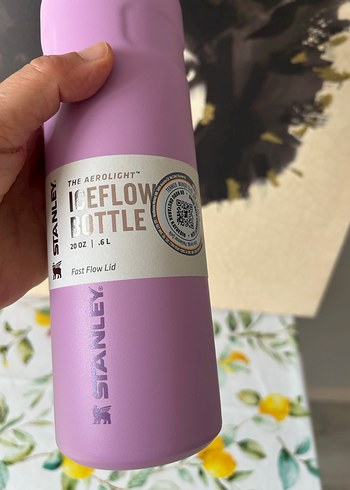 THE AEROLIGHT™
ICEFLOW
BOTTLE
20 OZ | .6 L
Fast Flow Lid
STANLEY
STANLEY®